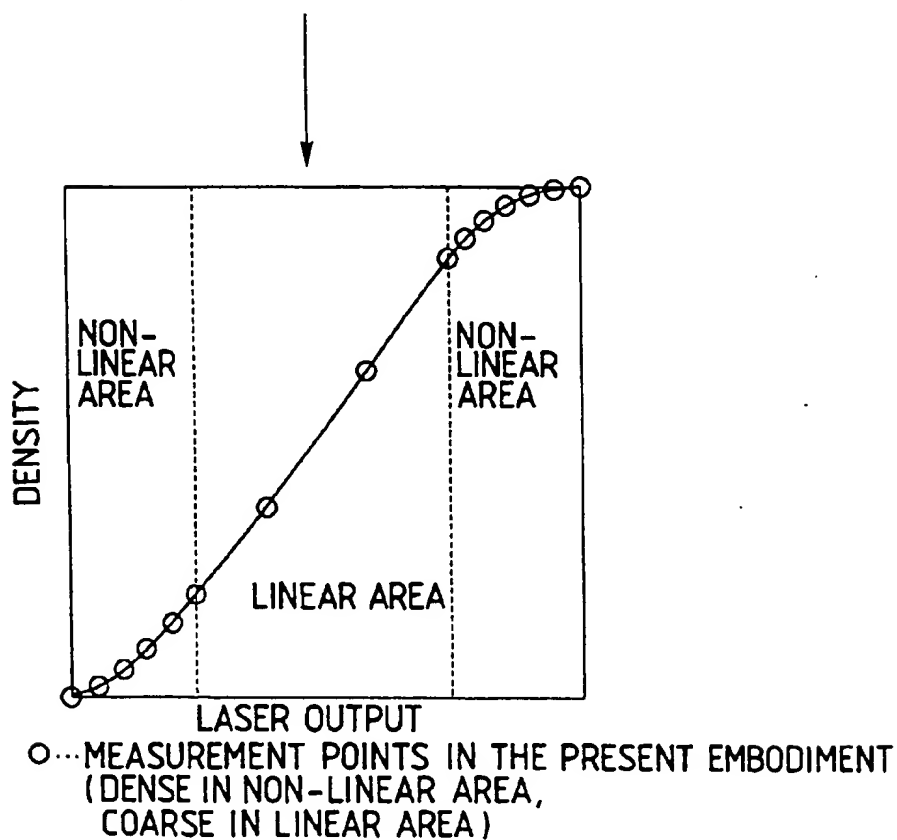 NON-
LINEAR
AREA
NON-
LINEAR
AREA
DENSITY
LINEAR AREA
LASER OUTPUT
O...MEASUREMENT POINTS IN THE PRESENT EMBODIMENT
(DENSE IN NON-LINEAR AREA,
COARSE IN LINEAR AREA)